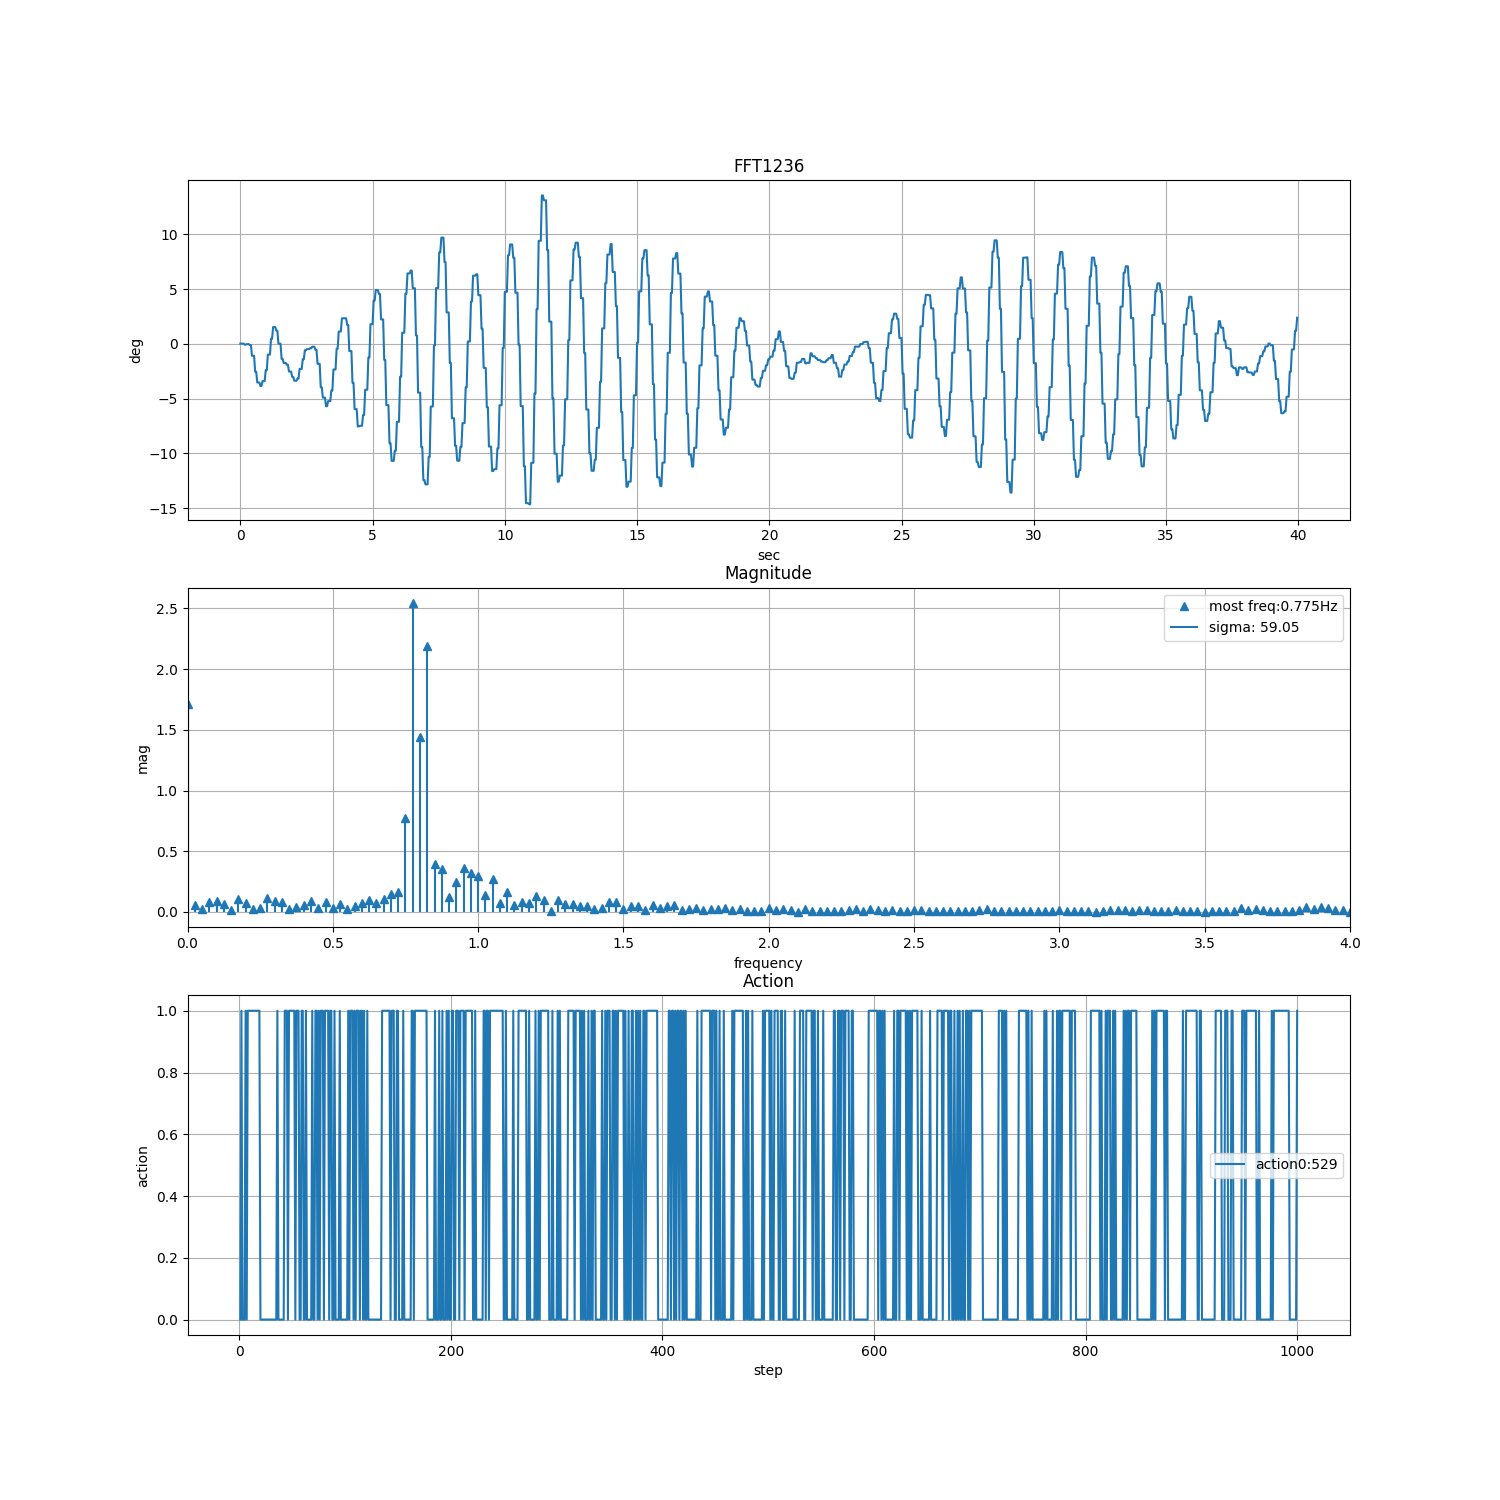 FFT1236
10
5
0
−5
−10
−15
deg
0 5 10 15 20 25 30 35 40
sec
Magnitude
2.5
2.0
1.5
1.0
0.5
0.0
mag
most freq:0.775Hz
sigma: 59.05
0.0 0.5 1.0 1.5 2.0 2.5 3.0 3.5 4.0
frequency
Action
1.0
0.8
0.6
0.4
0.2
0.0
action
action0:529
0 200 400 600 800 1000
step